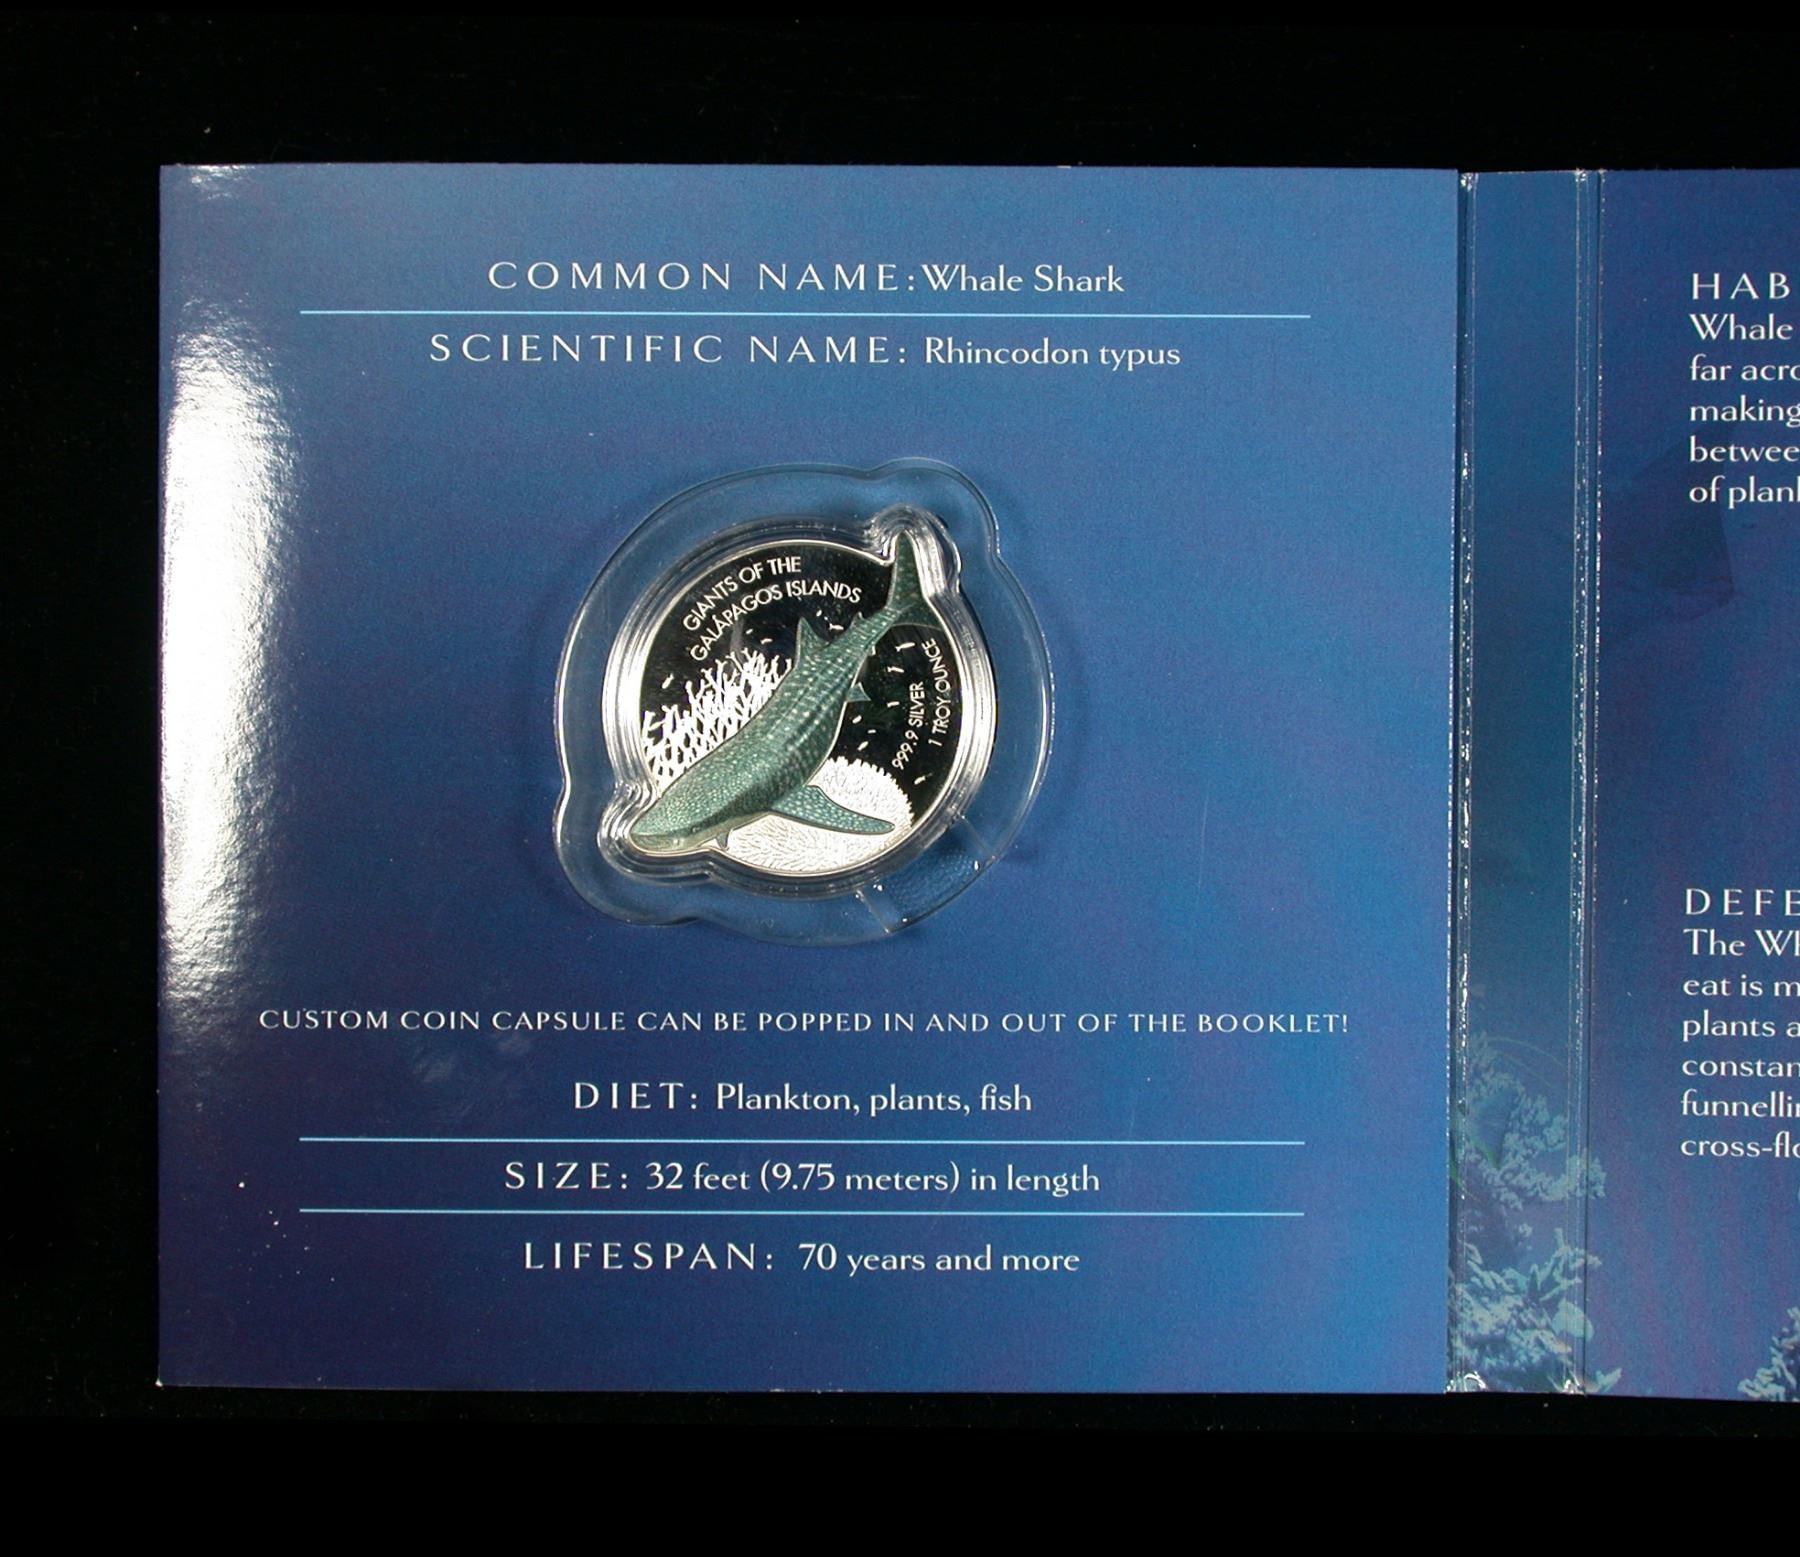 COMMON NAME: Whale Shark
SCIENTIFIC NAME: Rhincodon typus
GIANTS OF THE
GALÁPAGOS ISLANDS
999.9 SILVER
1 TROY OUNCE
CUSTOM COIN CAPSULE CAN BE POPPED IN AND OUT OF THE BOOKLET!
DIET: Plankton, plants, fish
SIZE: 32 feet (9.75 meters) in length
LIFESPAN: 70 years and more
HAB
Whale
far acro
making
betwee
of plan
DEFE
The Wh
eat is m
plants a
constan
funnelli
cross-flo